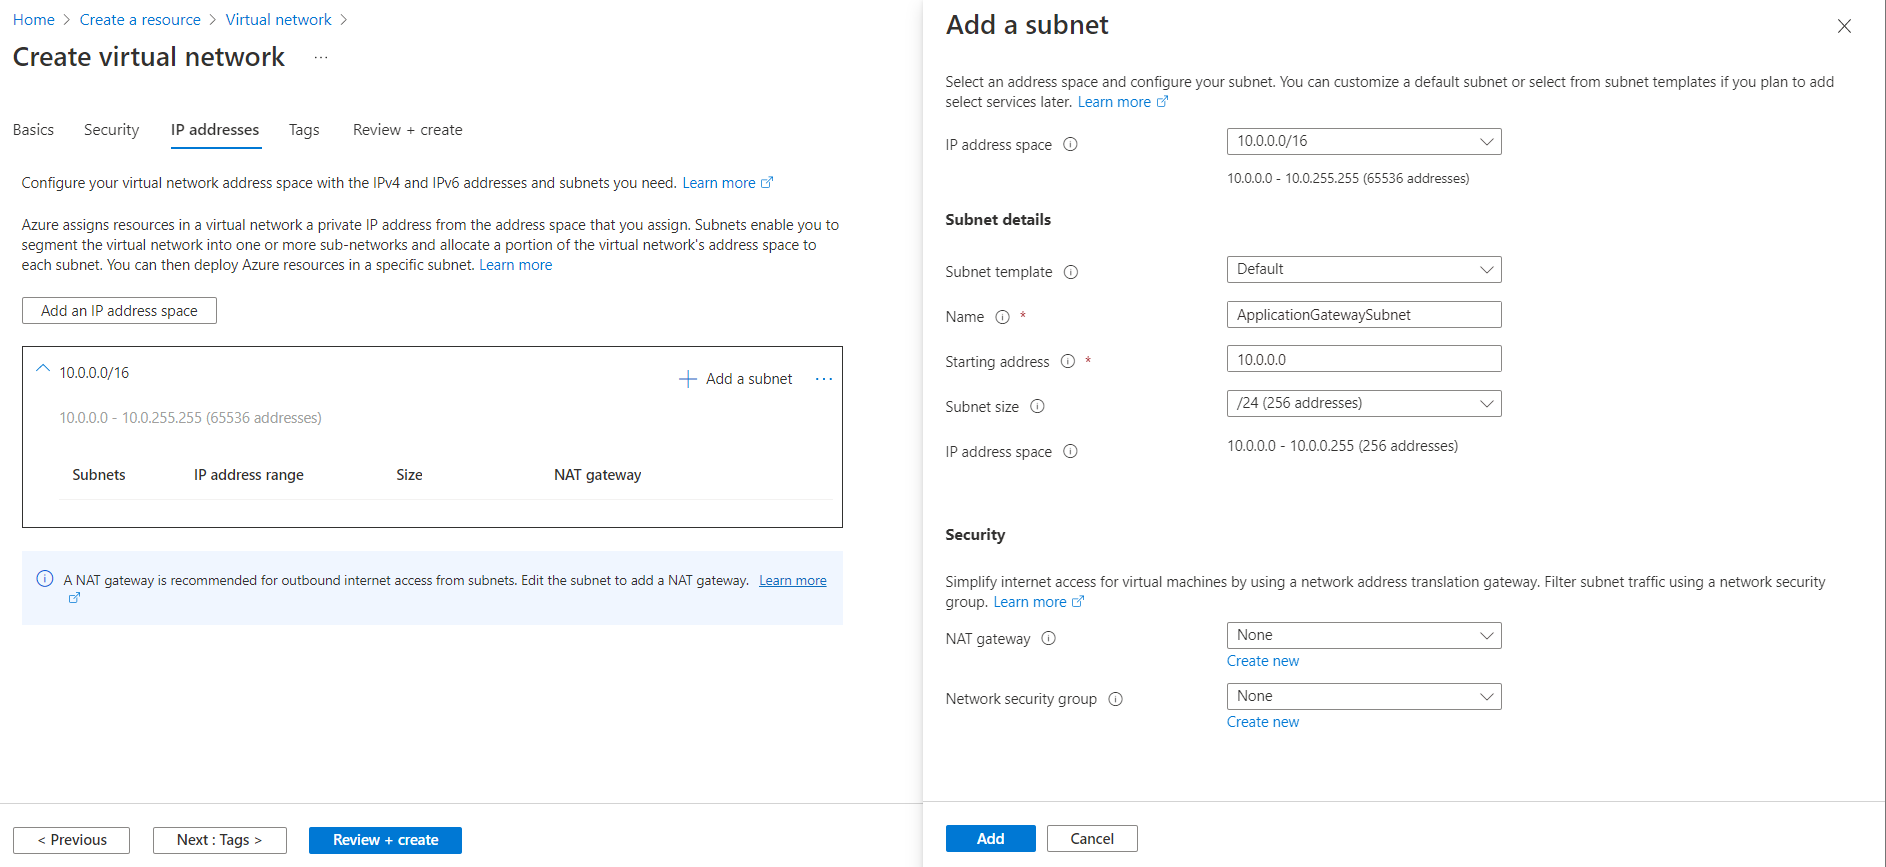 Home > Create a resource > Virtual network >
Create virtual network ...
Basics Security IP addresses Tags Review + create
Configure your virtual network address space with the IPv4 and IPv6 addresses and subnets you need. Learn more
Azure assigns resources in a virtual network a private IP address from the address space that you assign. Subnets enable you to
segment the virtual network into one or more sub-networks and allocate a portion of the virtual network's address space to
each subnet. You can then deploy Azure resources in a specific subnet. Learn more
Add an IP address space
10.0.0.0/16
+ Add a subnet ...
10.0.0.0 - 10.0.255.255 (65536 addresses)
Subnets IP address range Size NAT gateway
A NAT gateway is recommended for outbound internet access from subnets. Edit the subnet to add a NAT gateway. Learn more
< Previous
Next : Tags >
Review + create
Add a subnet
Select an address space and configure your subnet. You can customize a default subnet or select from subnet templates if you plan to add
select services later. Learn more
IP address space 10.0.0.0/16
10.0.0.0 - 10.0.255.255 (65536 addresses)
Subnet details
Subnet template Default
Name * ApplicationGatewaySubnet
Starting address * 10.0.0.0
Subnet size /24 (256 addresses)
IP address space 10.0.0.0 - 10.0.0.255 (256 addresses)
Security
Simplify internet access for virtual machines by using a network address translation gateway. Filter subnet traffic using a network security
group. Learn more
NAT gateway None
Create new
Network security group None
Create new
Add
Cancel